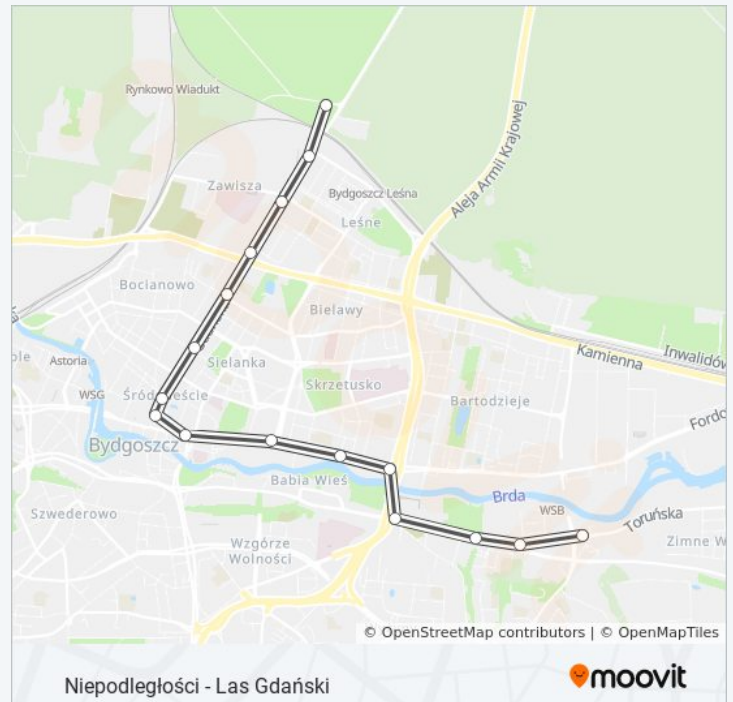 Rynkowo Wiadukt
Aleja Armii Krajowej
Zawisza
Bydgoszcz Leśna
Leśne
Bocianowo
Bielawy
Kamienna
Inwalidów
Astoria
Sielanka
WSG
Skrzetusko
Bartodzieje
Bydgoszcz
Babia Wieś
Brda
WSB
Toruńska
Szwederowo
Wzgórze
Wolności
Zimne W
© OpenStreetMap contributors | © OpenMapTiles
Niepodległości - Las Gdański
moovit